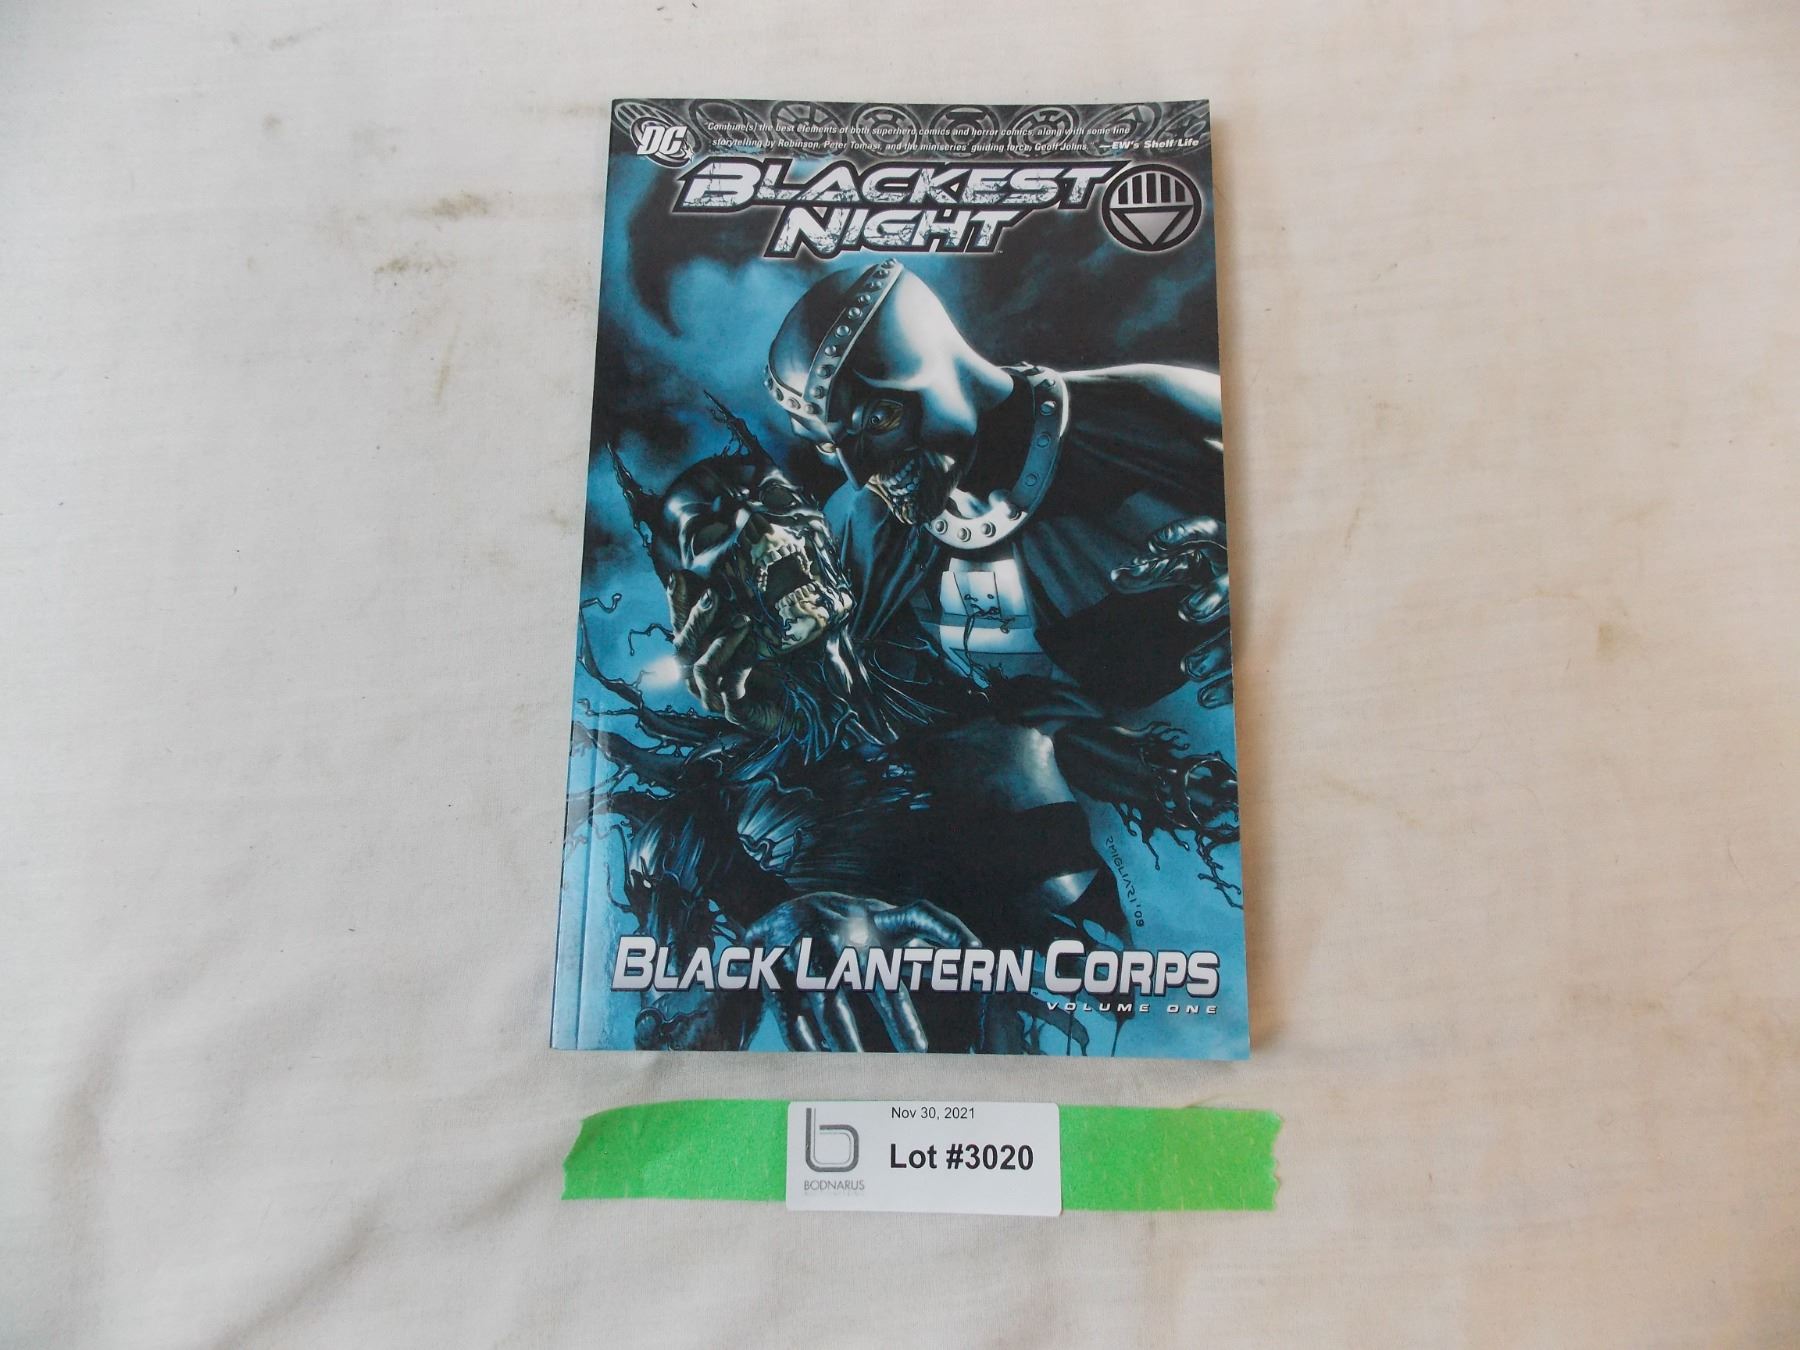 DC
"Combine[s] the best elements of both superhero comics and horror comics, along with some fine
storytelling by Robinson, Peter Tomasi, and the miniseries' guiding force, Geoff Johns." —EW's Shelf Life
BLACKEST
NIGHT
RMIGLIARI '09
BLACK LANTERN CORPS
VOLUME ONE
Nov 30, 2021
Lot #3020
b
BODNARUS